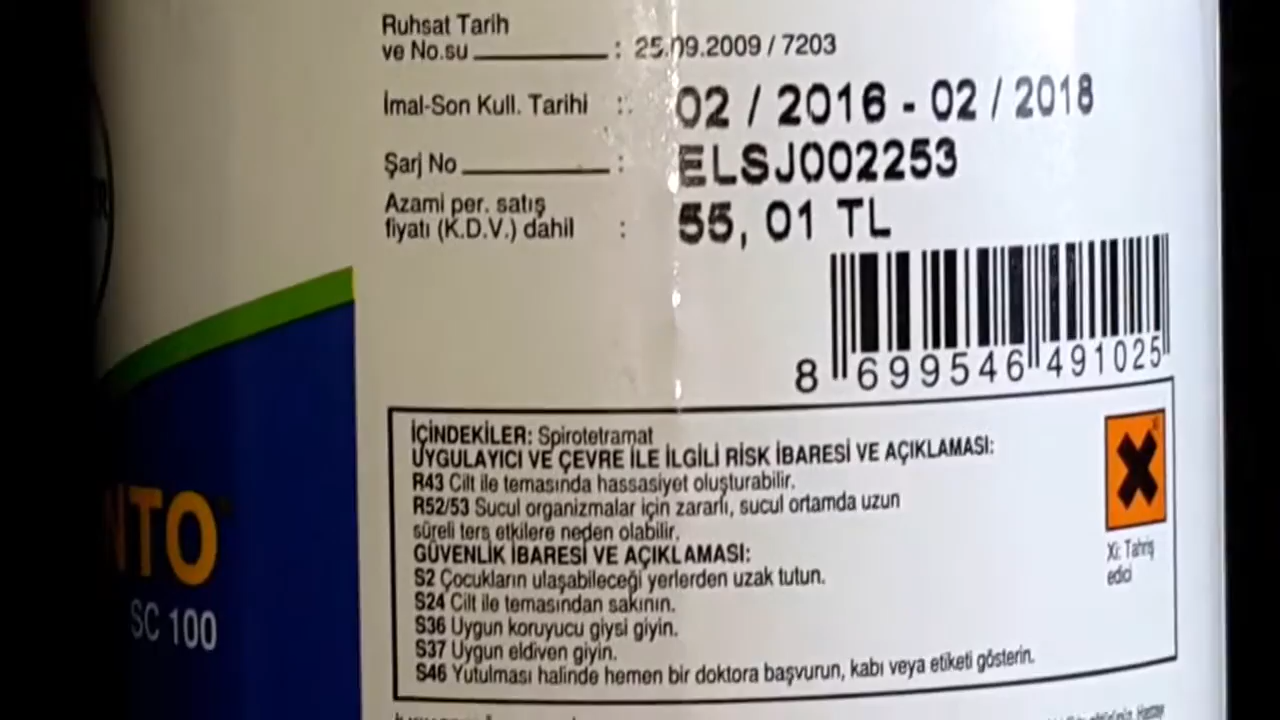 Ruhsat Tarih
ve No.su : 25.09.2009 / 7203
İmal-Son Kull. Tarihi : 02 / 2016 - 02 / 2018
Şarj No : ELSJ002253
Azami per. satış
fiyatı (K.D.V.) dahil : 55, 01 TL
8 699546 491025
İÇİNDEKİLER: Spirotetramat
UYGULAYICI VE ÇEVRE İLE İLGİLİ RİSK İBARESİ VE AÇIKLAMASI:
R43 Cilt ile temasında hassasiyet oluşturabilir.
R52/53 Sucul organizmalar için zararlı, sucul ortamda uzun
süreli ters etkilere neden olabilir.
GÜVENLİK İBARESİ VE AÇIKLAMASI:
S2 Çocukların ulaşabileceği yerlerden uzak tutun.
S24 Cilt ile temasından sakının.
S36 Uygun koruyucu giysi giyin.
S37 Uygun eldiven giyin.
S46 Yutulması halinde hemen bir doktora başvurun, kabı veya etiketi gösterin.
Xi: Tahriş
edici
NTO
SC 100